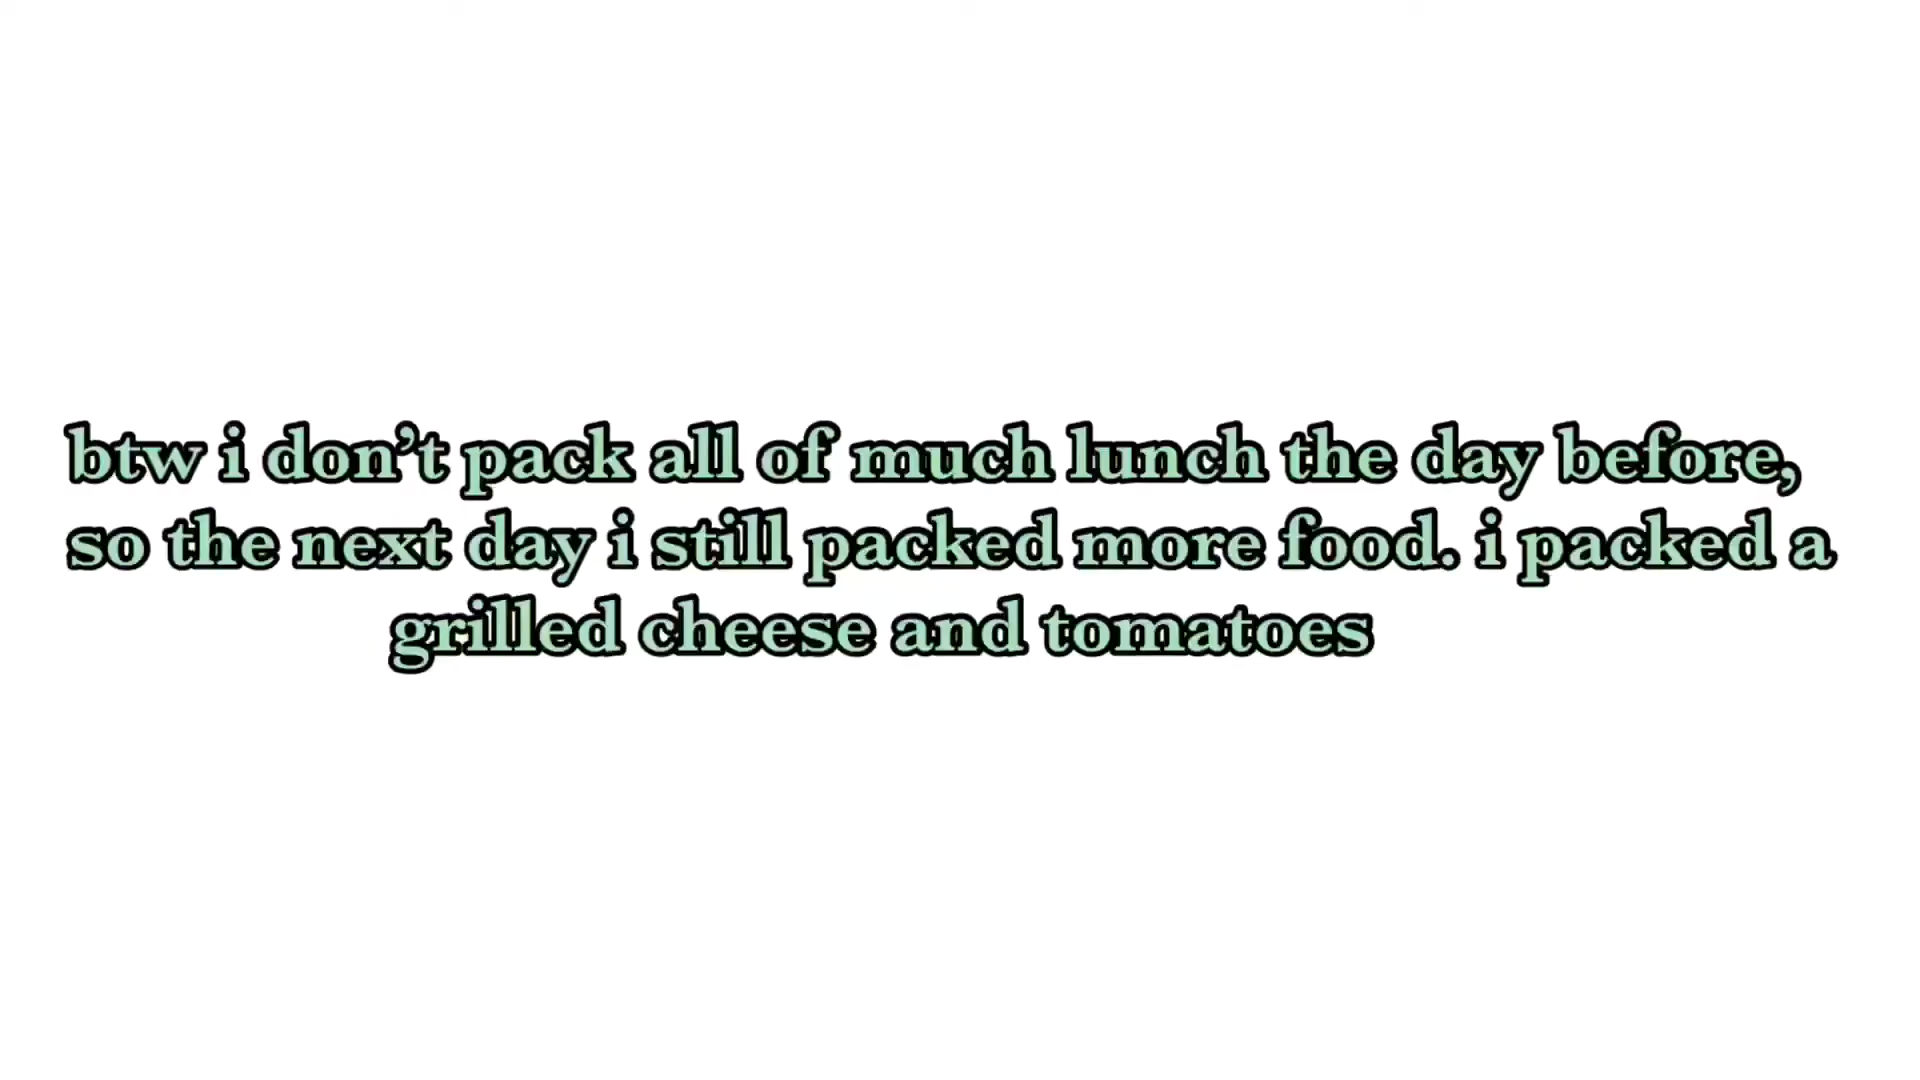 btw i don’t pack all of much lunch the day before,
so the next day i still packed more food. i packed a
grilled cheese and tomatoes